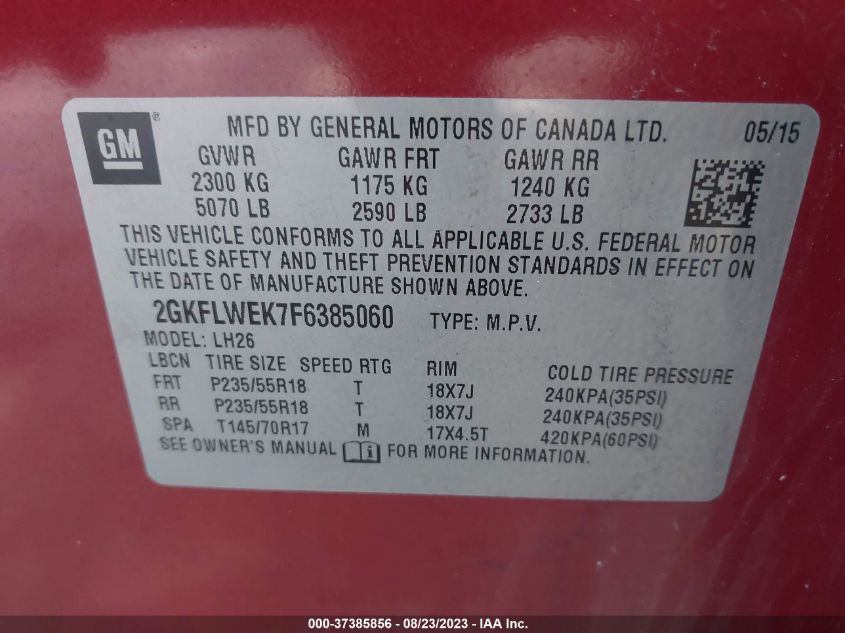 GM ® MFD BY GENERAL MOTORS OF CANADA LTD. 05/15
GVWR GAWR FRT GAWR RR
2300 KG 1175 KG 1240 KG
5070 LB 2590 LB 2733 LB
THIS VEHICLE CONFORMS TO ALL APPLICABLE U.S. FEDERAL MOTOR
VEHICLE SAFETY AND THEFT PREVENTION STANDARDS IN EFFECT ON
THE DATE OF MANUFACTURE SHOWN ABOVE.
2GKFLWEK7F6385060 TYPE: M.P.V.
MODEL: LH26
LBCN TIRE SIZE SPEED RTG RIM COLD TIRE PRESSURE
FRT P235/55R18 T 18X7J 240KPA(35PSI)
RR P235/55R18 T 18X7J 240KPA(35PSI)
SPA T145/70R17 M 17X4.5T 420KPA(60PSI)
SEE OWNER'S MANUAL i FOR MORE INFORMATION.
000-37385856 - 08/23/2023 - IAA Inc.